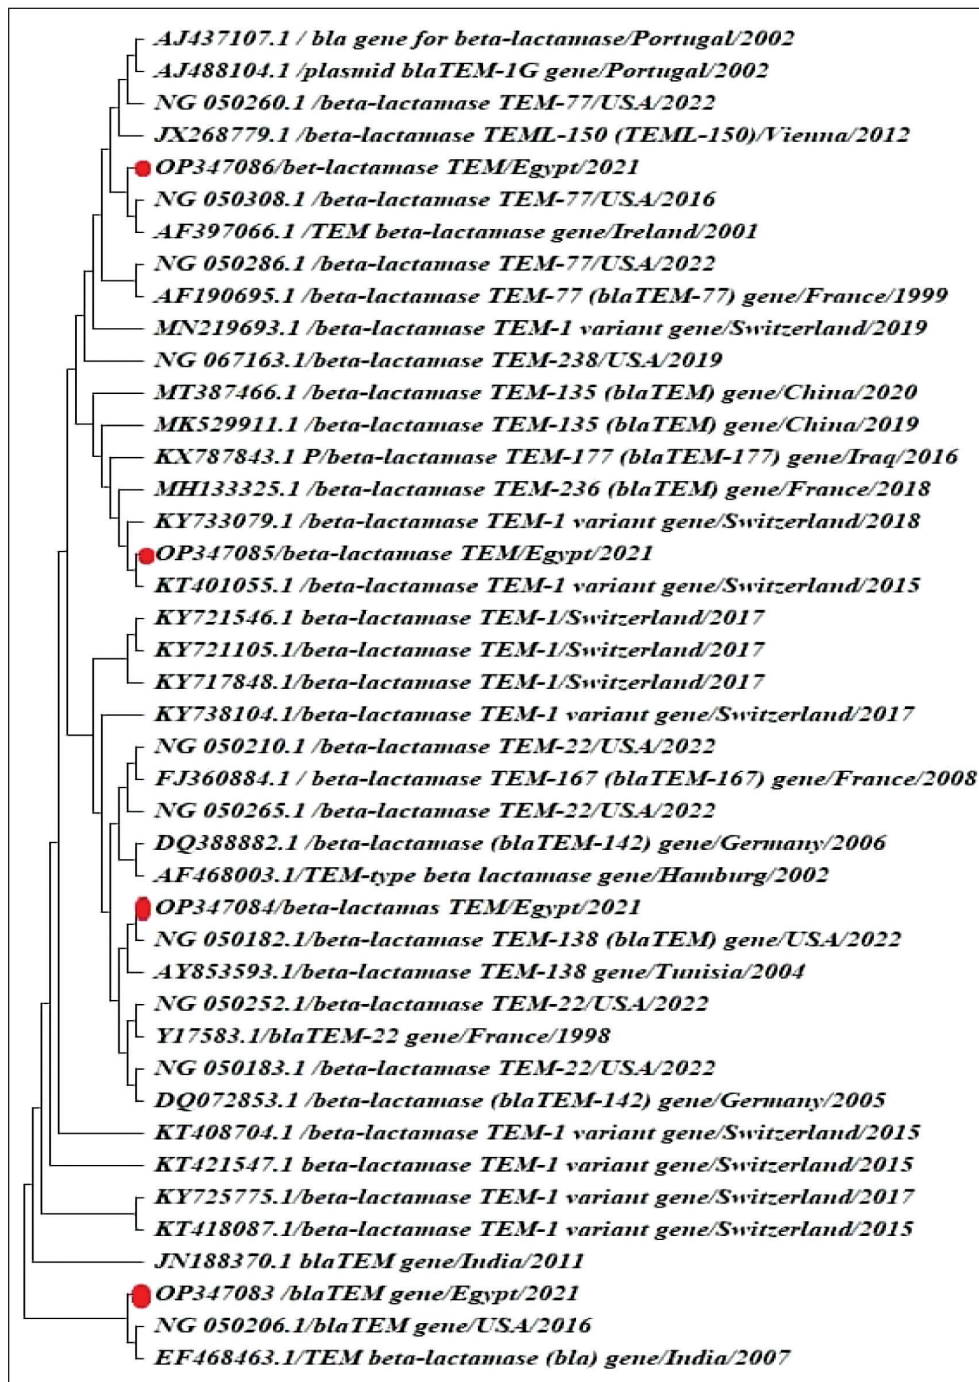 AJ437107.1 / bla gene for beta-lactamase/Portugal/2002
AJ488104.1 /plasmid blaTEM-1G gene/Portugal/2002
NG 050260.1 /beta-lactamase TEM-77/USA/2022
JX268779.1 /beta-lactamase TEML-150 (TEML-150)/Vienna/2012
OP347086/bet-lactamase TEM/Egypt/2021
NG 050308.1 /beta-lactamase TEM-77/USA/2016
AF397066.1 /TEM beta-lactamase gene/Ireland/2001
NG 050286.1 /beta-lactamase TEM-77/USA/2022
AF190695.1 /beta-lactamase TEM-77 (blaTEM-77) gene/France/1999
MN219693.1 /beta-lactamase TEM-1 variant gene/Switzerland/2019
NG 067163.1/beta-lactamase TEM-238/USA/2019
MT387466.1 /beta-lactamase TEM-135 (blaTEM) gene/China/2020
MK529911.1 /beta-lactamase TEM-135 (blaTEM) gene/China/2019
KX787843.1 P/beta-lactamase TEM-177 (blaTEM-177) gene/Iraq/2016
MH133325.1 /beta-lactamase TEM-236 (blaTEM) gene/France/2018
KY733079.1 /beta-lactamase TEM-1 variant gene/Switzerland/2018
OP347085/beta-lactamase TEM/Egypt/2021
KT401055.1 /beta-lactamase TEM-1 variant gene/Switzerland/2015
KY721546.1 beta-lactamase TEM-1/Switzerland/2017
KY721105.1/beta-lactamase TEM-1/Switzerland/2017
KY717848.1/beta-lactamase TEM-1/Switzerland/2017
KY738104.1/beta-lactamase TEM-1 variant gene/Switzerland/2017
NG 050210.1 /beta-lactamase TEM-22/USA/2022
FJ360884.1 / beta-lactamase TEM-167 (blaTEM-167) gene/France/2008
NG 050265.1 /beta-lactamase TEM-22/USA/2022
DQ388882.1 /beta-lactamase (blaTEM-142) gene/Germany/2006
AF468003.1/TEM-type beta lactamase gene/Hamburg/2002
OP347084/beta-lactamas TEM/Egypt/2021
NG 050182.1/beta-lactamase TEM-138 (blaTEM) gene/USA/2022
AY853593.1/beta-lactamase TEM-138 gene/Tunisia/2004
NG 050252.1/beta-lactamase TEM-22/USA/2022
Y17583.1/blaTEM-22 gene/France/1998
NG 050183.1 /beta-lactamase TEM-22/USA/2022
DQ072853.1 /beta-lactamase (blaTEM-142) gene/Germany/2005
KT408704.1 /beta-lactamase TEM-1 variant gene/Switzerland/2015
KT421547.1 beta-lactamase TEM-1 variant gene/Switzerland/2015
KY725775.1/beta-lactamase TEM-1 variant gene/Switzerland/2017
KT418087.1/beta-lactamase TEM-1 variant gene/Switzerland/2015
JN188370.1 blaTEM gene/India/2011
OP347083 /blaTEM gene/Egypt/2021
NG 050206.1/blaTEM gene/USA/2016
EF468463.1/TEM beta-lactamase (bla) gene/India/2007